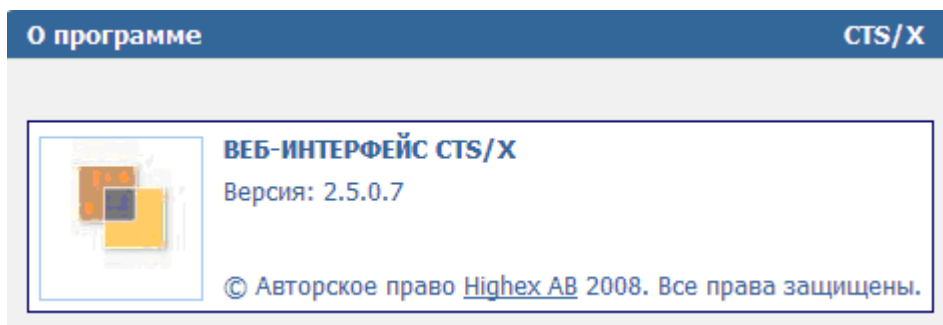 О программе CTS/X
ВЕБ-ИНТЕРФЕЙС CTS/X
Версия: 2.5.0.7
© Авторское право Highex AB 2008. Все права защищены.